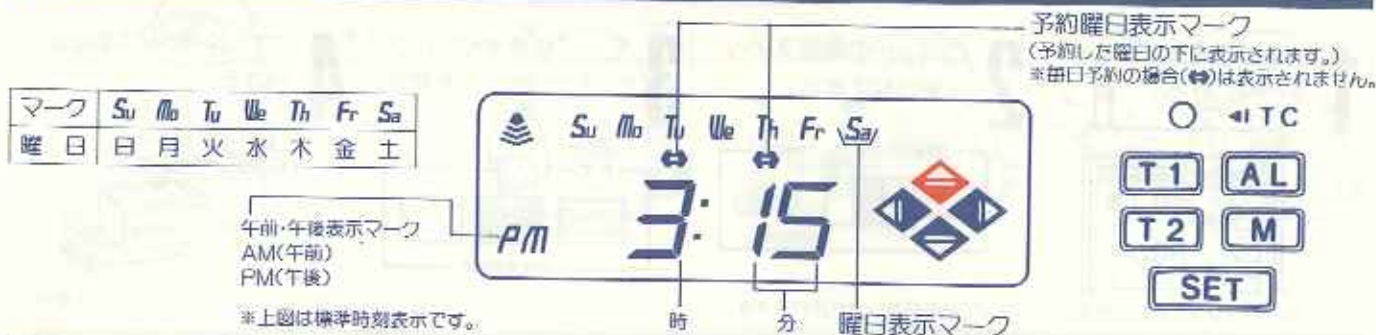 予約曜日表示マーク
(予約した曜日の下に表示されます。)
※毎日予約の場合(⬌)は表示されません。
マーク Su Mo Tu We Th Fr Sa
曜 日 日 月 火 水 木 金 土
Su Mo Tu We Th Fr Sa
PM 3:15
◁I TC
T1 AL
T2 M
SET
午前・午後表示マーク
AM(午前)
PM(午後)
※上図は標準時刻表示です。
時 分 曜日表示マーク